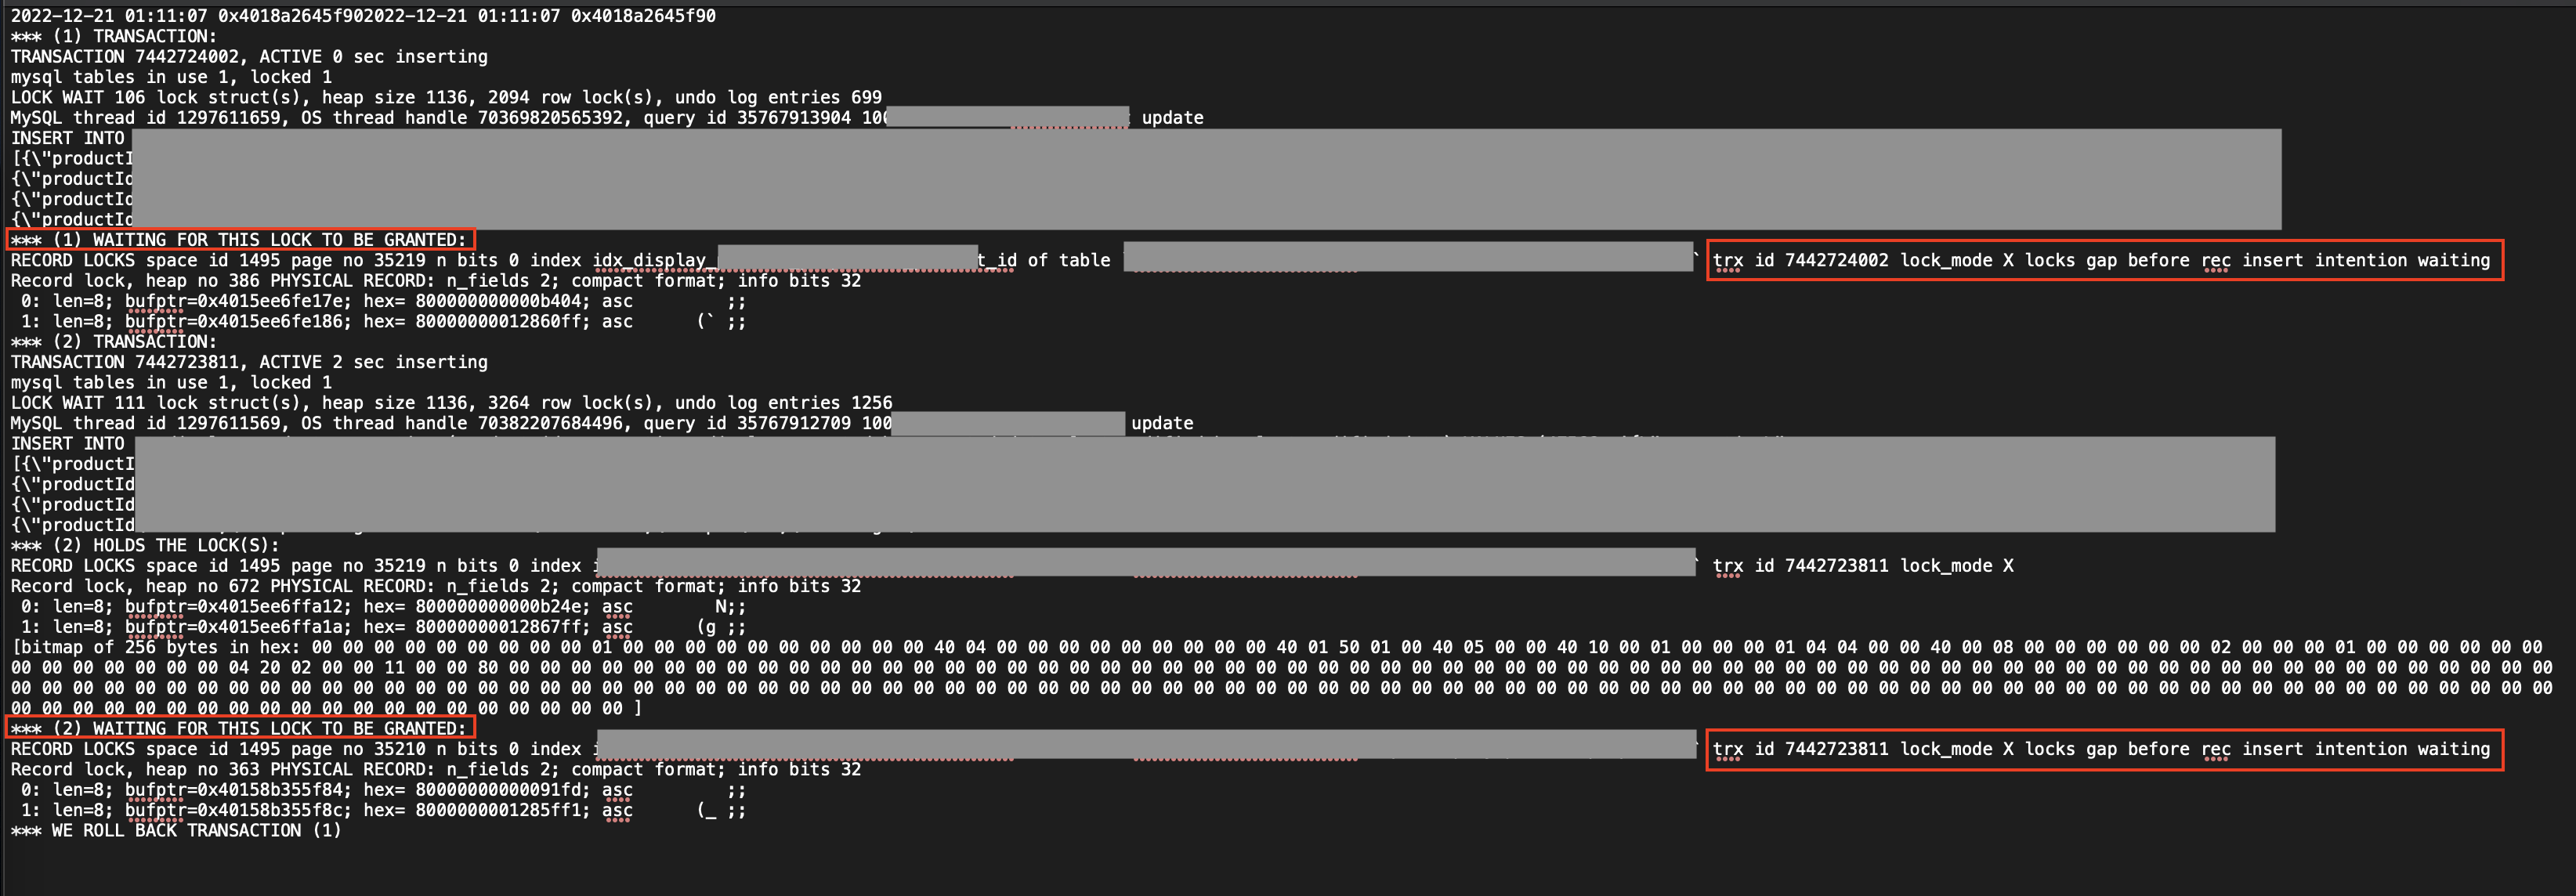 2022-12-21 01:11:07 0x4018a2645f902022-12-21 01:11:07 0x4018a2645f90
*** (1) TRANSACTION:
TRANSACTION 7442724002, ACTIVE 0 sec inserting
mysql tables in use 1, locked 1
LOCK WAIT 106 lock struct(s), heap size 1136, 2094 row lock(s), undo log entries 699
MySQL thread id 1297611659, OS thread handle 70369820565392, query id 35767913904 10 update
INSERT INTO
[{\"productI
{\"productId
{\"productId
{\"productId
*** (1) WAITING FOR THIS LOCK TO BE GRANTED:
RECORD LOCKS space id 1495 page no 35219 n bits 0 index idx_display_ t_id of table ` trx id 7442724002 lock_mode X locks gap before rec insert intention waiting
Record lock, heap no 386 PHYSICAL RECORD: n_fields 2; compact format; info bits 32
0: len=8; bufptr=0x4015ee6fe17e; hex= 800000000000b404; asc ;;
1: len=8; bufptr=0x4015ee6fe186; hex= 80000000012860ff; asc (` ;;
*** (2) TRANSACTION:
TRANSACTION 7442723811, ACTIVE 2 sec inserting
mysql tables in use 1, locked 1
LOCK WAIT 111 lock struct(s), heap size 1136, 3264 row lock(s), undo log entries 1256
MySQL thread id 1297611569, OS thread handle 70382207684496, query id 35767912709 100 update
INSERT INTO
[{\"productI
{\"productId
{\"productId
{\"productId
*** (2) HOLDS THE LOCK(S):
RECORD LOCKS space id 1495 page no 35219 n bits 0 index ` trx id 7442723811 lock_mode X
Record lock, heap no 672 PHYSICAL RECORD: n_fields 2; compact format; info bits 32
0: len=8; bufptr=0x4015ee6ffa12; hex= 800000000000b24e; asc N;;
1: len=8; bufptr=0x4015ee6ffa1a; hex= 80000000012867ff; asc (g ;;
[bitmap of 256 bytes in hex: 00 00 00 00 00 00 00 00 00 01 00 00 00 00 00 00 00 00 00 00 40 04 00 00 00 00 00 00 00 00 00 40 01 50 01 00 40 05 00 00 40 10 00 01 00 00 00 01 04 04 00 00 40 00 08 00 00 00 00 00 00 02 00 00 00 01 00 00 00 00 00 00
00 00 00 00 00 00 00 04 20 02 00 00 11 00 00 80 00 00 00 00 00 00 00 00 00 00 00 00 00 00 00 00 00 00 00 00 00 00 00 00 00 00 00 00 00 00 00 00 00 00 00 00 00 00 00 00 00 00 00 00 00 00 00 00 00 00 00 00 00 00 00 00 00 00 00 00 00 00 00 00 00 00
00 00 00 00 00 00 00 00 00 00 00 00 00 00 00 00 00 00 00 00 00 00 00 00 00 00 00 00 00 00 00 00 00 00 00 00 00 00 00 00 00 00 00 00 00 00 00 00 00 00 00 00 00 00 00 00 00 00 00 00 00 00 00 00 00 00 00 00 00 00 00 00 00 00 00 00 00 00 00 00 00 00
00 00 00 00 00 00 00 00 00 00 00 00 00 00 00 00 00 00 00 00 ]
*** (2) WAITING FOR THIS LOCK TO BE GRANTED:
RECORD LOCKS space id 1495 page no 35210 n bits 0 index ` trx id 7442723811 lock_mode X locks gap before rec insert intention waiting
Record lock, heap no 363 PHYSICAL RECORD: n_fields 2; compact format; info bits 32
0: len=8; bufptr=0x40158b355f84; hex= 80000000000091fd; asc ;;
1: len=8; bufptr=0x40158b355f8c; hex= 8000000001285ff1; asc (_ ;;
*** WE ROLL BACK TRANSACTION (1)